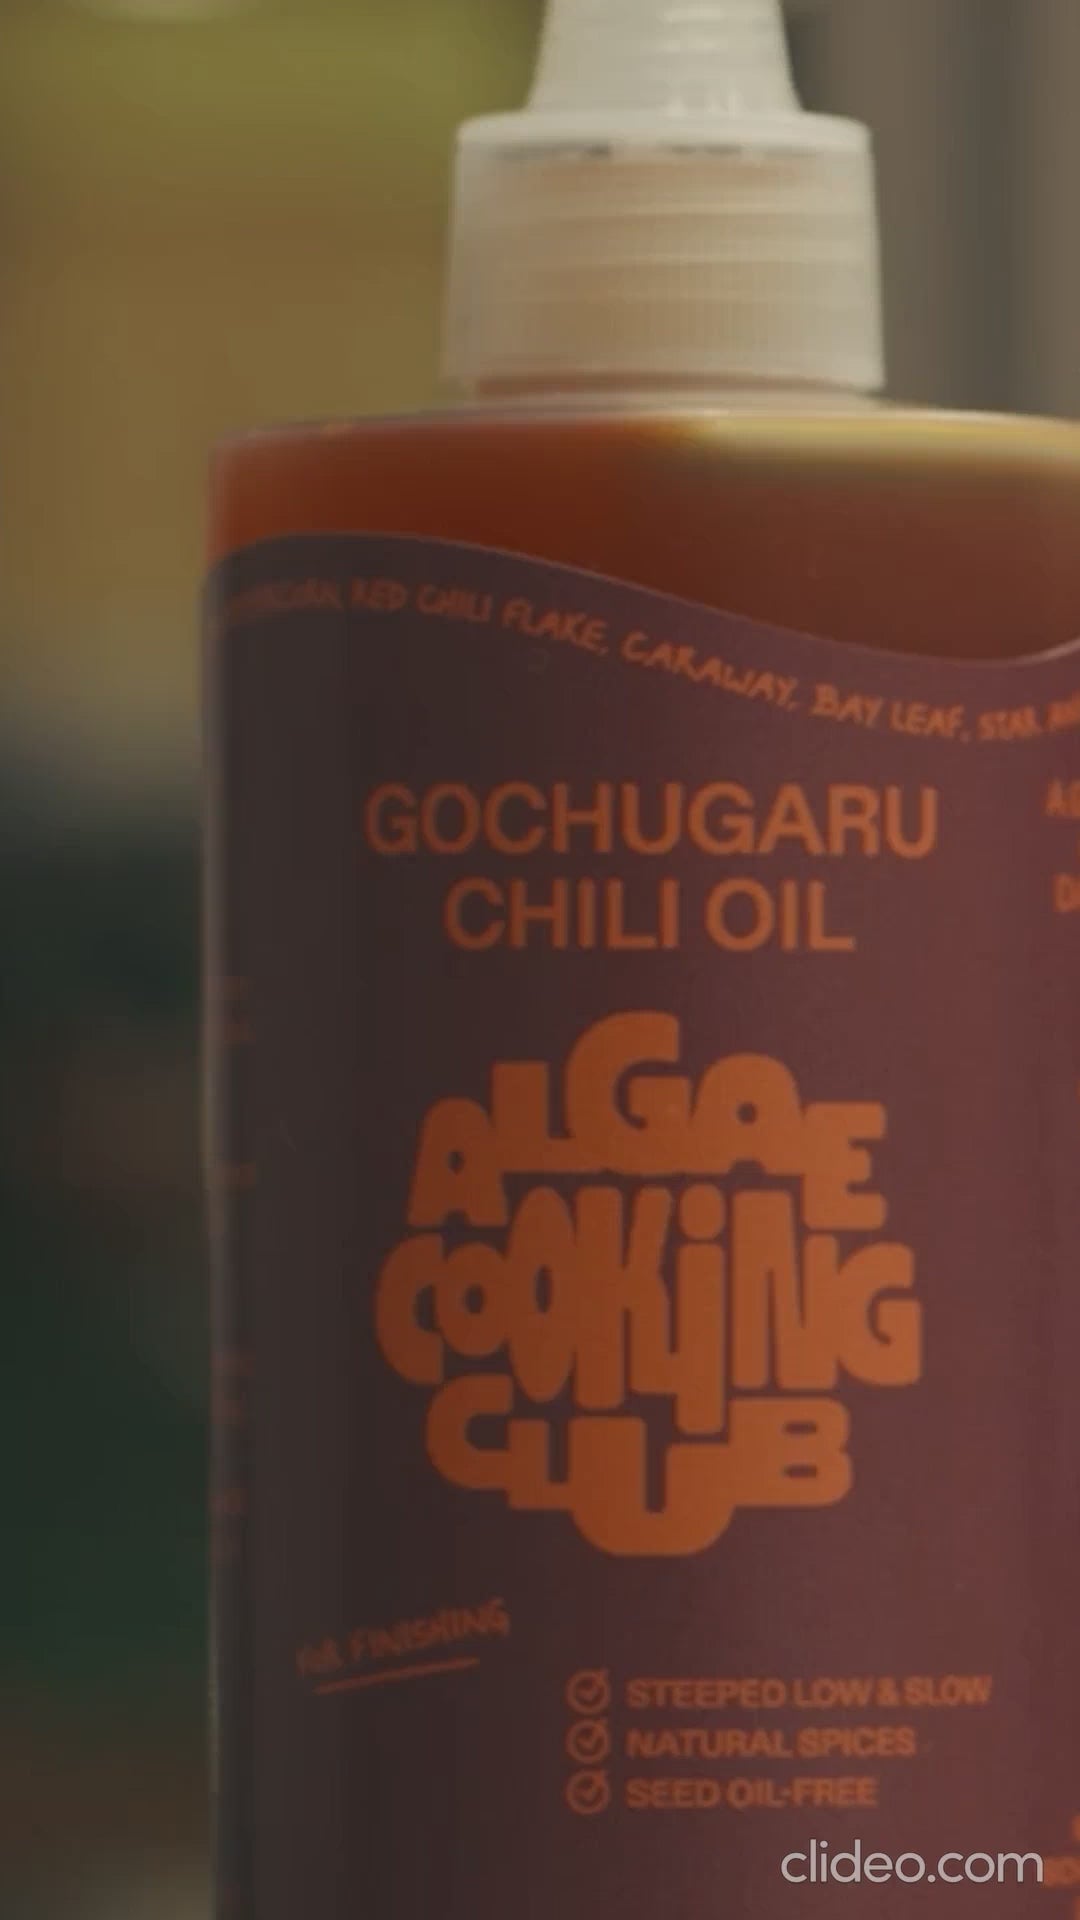 RED CHILI FLAKE, CARAWAY, BAY LEAF, STAR
GOCHUGARU
CHILI OIL
ALGAE
COOKING
CLUB
FOR FINISHING
STEEPED LOW & SLOW
NATURAL SPICES
SEED OIL-FREE
clideo.com